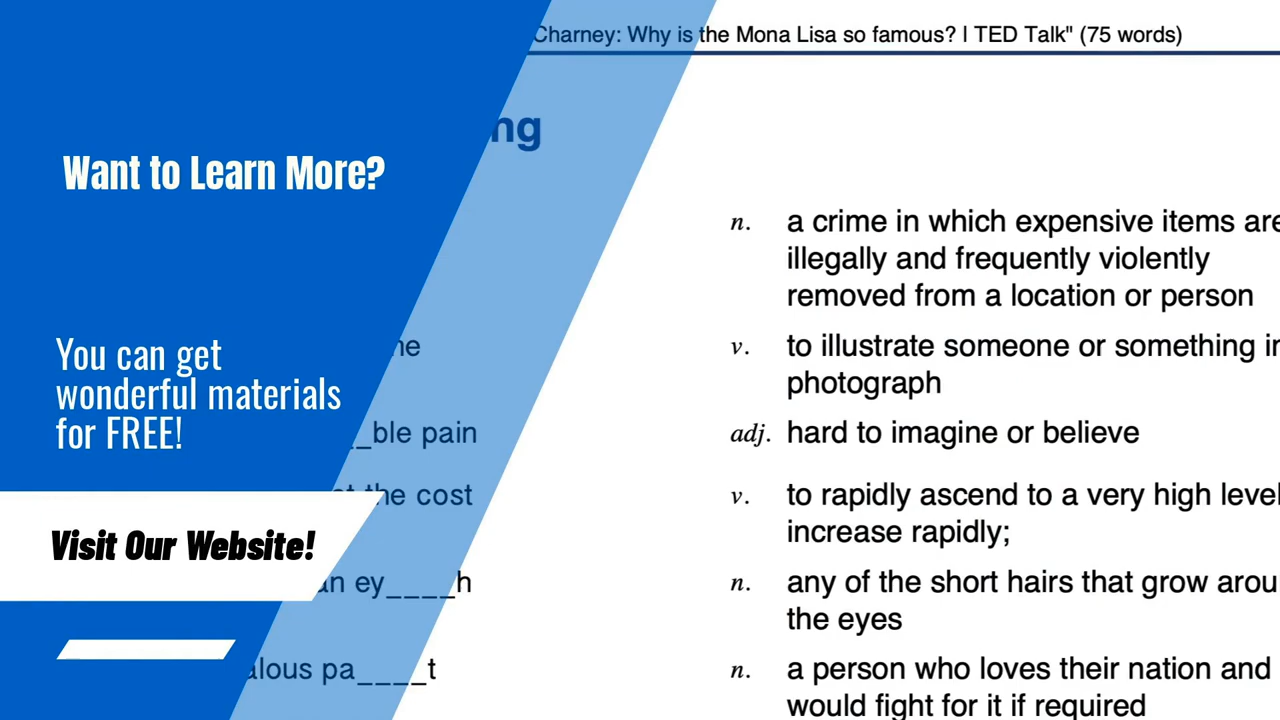 Charney: Why is the Mona Lisa so famous? | TED Talk" (75 words)
Want to Learn More?
You can get
wonderful materials
for FREE!
Visit Our Website!
ng
n. a crime in which expensive items are
illegally and frequently violently
removed from a location or person
v. to illustrate someone or something in
photograph
_ble pain
adj. hard to imagine or believe
the cost
v. to rapidly ascend to a very high level
increase rapidly;
an ey____h
n. any of the short hairs that grow arou
the eyes
alous pa____t
n. a person who loves their nation and
would fight for it if required